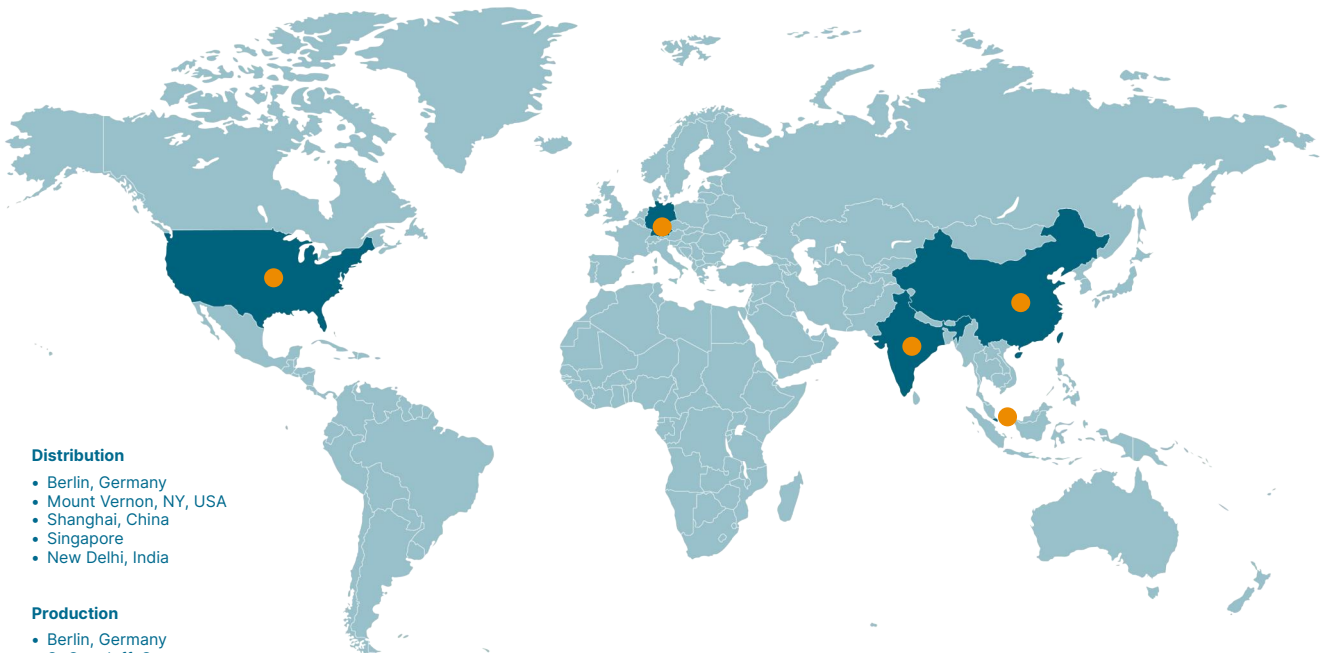 Distribution
• Berlin, Germany
• Mount Vernon, NY, USA
• Shanghai, China
• Singapore
• New Delhi, India
Production
• Berlin, Germany